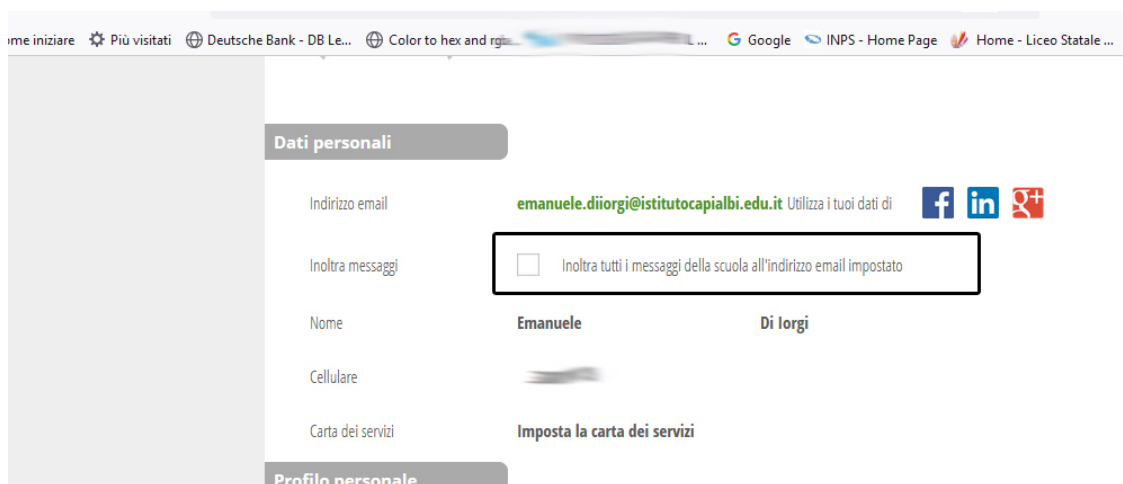 ome iniziare Più visitati Deutsche Bank - DB Le... Color to hex and rgb... L ... Google INPS - Home Page Home - Liceo Statale ...
Dati personali
Indirizzo email emanuele.diiorgi@istitutocapialbi.edu.it Utilizza i tuoi dati di f in g+
Inoltra messaggi Inoltra tutti i messaggi della scuola all'indirizzo email impostato
Nome Emanuele Di Iorgi
Cellulare
Carta dei servizi Imposta la carta dei servizi
Profilo personale